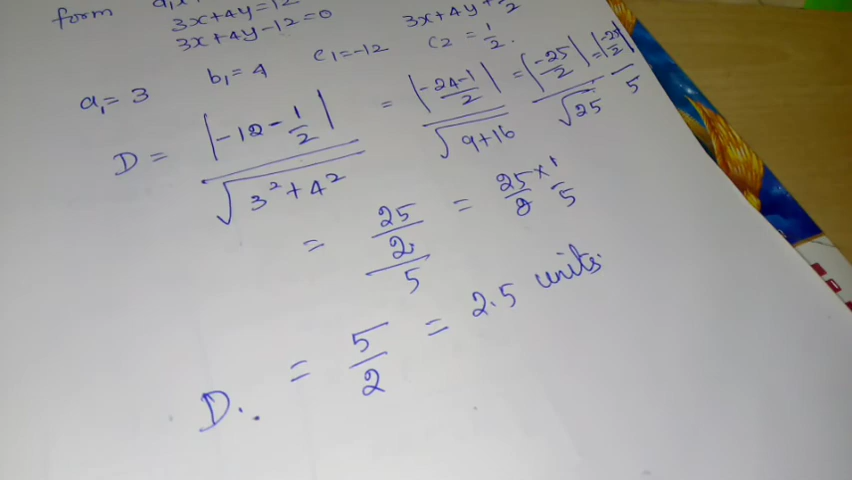 form
3x+4y=12
3x+4y-12=0 3x+4y+1/2
a₁=3 b₁=4 c₁=-12 c₂=1/2.
D = |-12-1/2| / √3²+4² = |-24-1/2| / √9+16 = |-25/2| / √25 = |-25/2| / 5
= 25/2 / 5 = 25/2 × 1/5
= 5/2 = 2.5 units.
D.